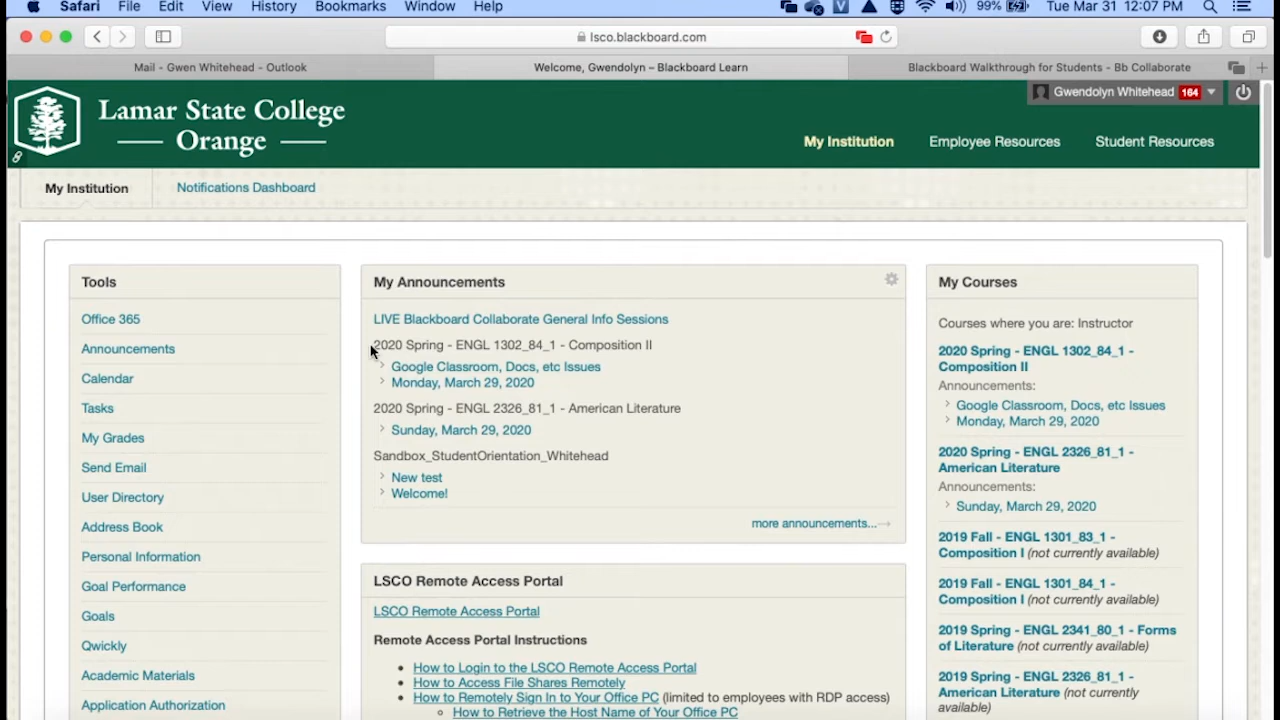 Safari File Edit View History Bookmarks Window Help 99% Tue Mar 31 12:07 PM
lsco.blackboard.com
Mail - Gwen Whitehead - Outlook
Welcome, Gwendolyn – Blackboard Learn
Blackboard Walkthrough for Students - Bb Collaborate
Gwendolyn Whitehead 164
Lamar State College
Orange
My Institution
Employee Resources
Student Resources
My Institution
Notifications Dashboard
Tools
Office 365
Announcements
Calendar
Tasks
My Grades
Send Email
User Directory
Address Book
Personal Information
Goal Performance
Goals
Qwickly
Academic Materials
Application Authorization
My Announcements
LIVE Blackboard Collaborate General Info Sessions
2020 Spring - ENGL 1302_84_1 - Composition II
Google Classroom, Docs, etc Issues
Monday, March 29, 2020
2020 Spring - ENGL 2326_81_1 - American Literature
Sunday, March 29, 2020
Sandbox_StudentOrientation_Whitehead
New test
Welcome!
more announcements...
LSCO Remote Access Portal
LSCO Remote Access Portal
Remote Access Portal Instructions
How to Login to the LSCO Remote Access Portal
How to Access File Shares Remotely
How to Remotely Sign In to Your Office PC (limited to employees with RDP access)
How to Retrieve the Host Name of Your Office PC
My Courses
Courses where you are: Instructor
2020 Spring - ENGL 1302_84_1 -
Composition II
Announcements:
Google Classroom, Docs, etc Issues
Monday, March 29, 2020
2020 Spring - ENGL 2326_81_1 -
American Literature
Announcements:
Sunday, March 29, 2020
2019 Fall - ENGL 1301_83_1 -
Composition I (not currently available)
2019 Fall - ENGL 1301_84_1 -
Composition I (not currently available)
2019 Spring - ENGL 2341_80_1 - Forms
of Literature (not currently available)
2019 Spring - ENGL 2326_81_1 -
American Literature (not currently
available)